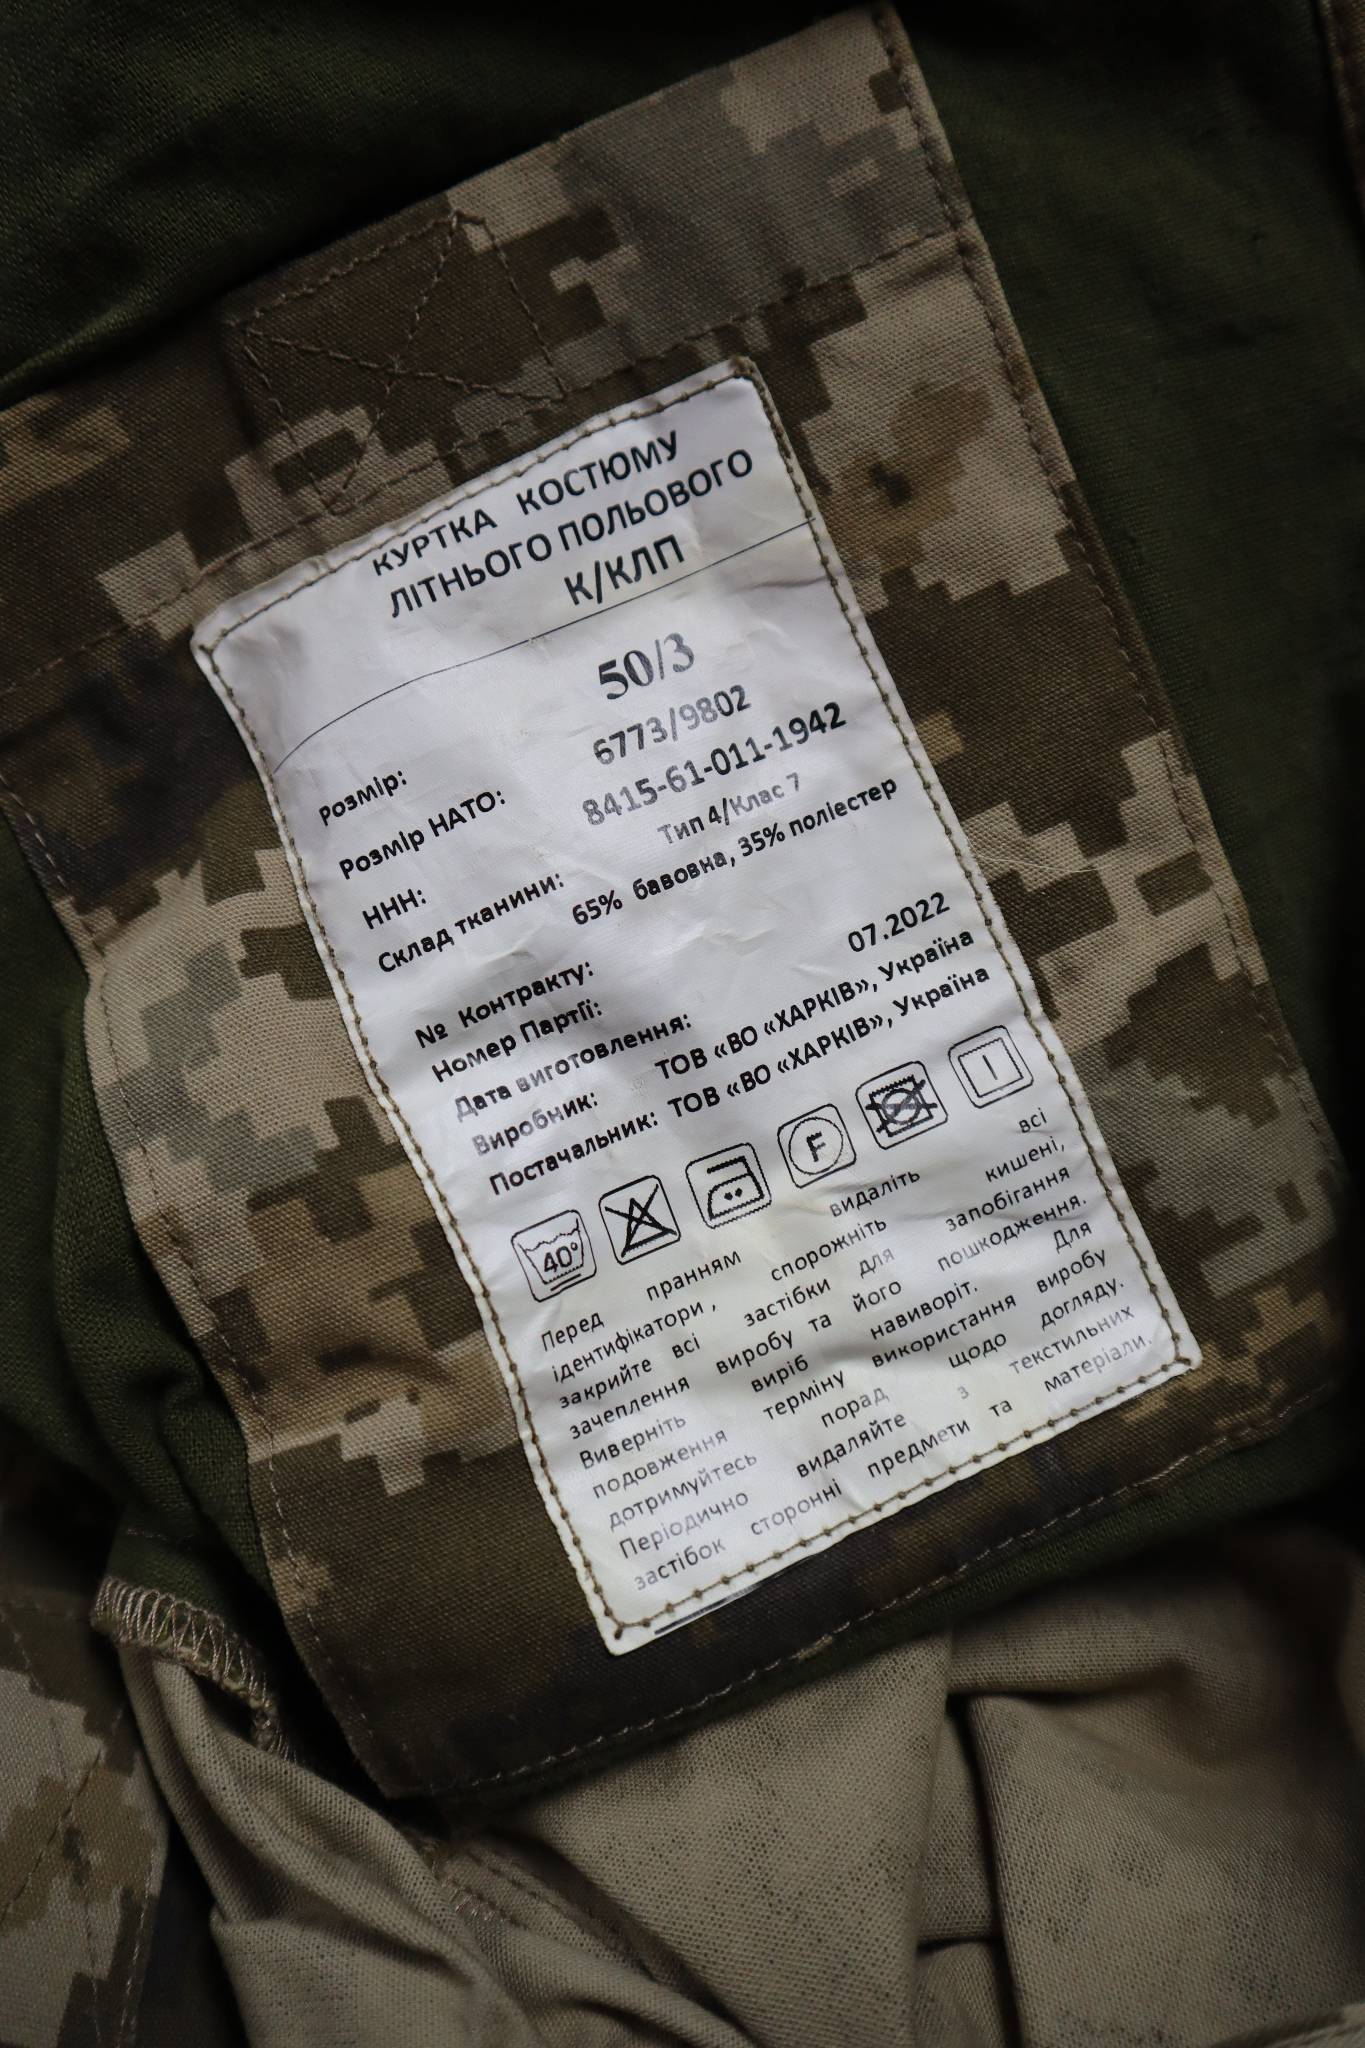 КУРТКА КОСТЮМУ
ЛІТНЬОГО ПОЛЬОВОГО
К/КЛП
Розмір: 50/3
Розмір НАТО: 6773/9802
ННН: 8415-61-011-1942
Склад тканини: Тип 4/Клас 7
65% бавовна, 35% поліестер
№ Контракту:
Номер Партії:
Дата виготовлення: 07.2022
Виробник: ТОВ «ВО «ХАРКІВ», Україна
Постачальник: ТОВ «ВО «ХАРКІВ», Україна
40° F
Перед пранням видаліть всі
ідентифікатори, спорожніть кишені,
закрийте всі застібки для запобігання
зачеплення виробу та його пошкодження.
Виверніть виріб навиворіт. Для
подовження терміну використання виробу
дотримуйтесь порад щодо догляду.
Періодично видаляйте з текстильних
застібок сторонні предмети та матеріали.